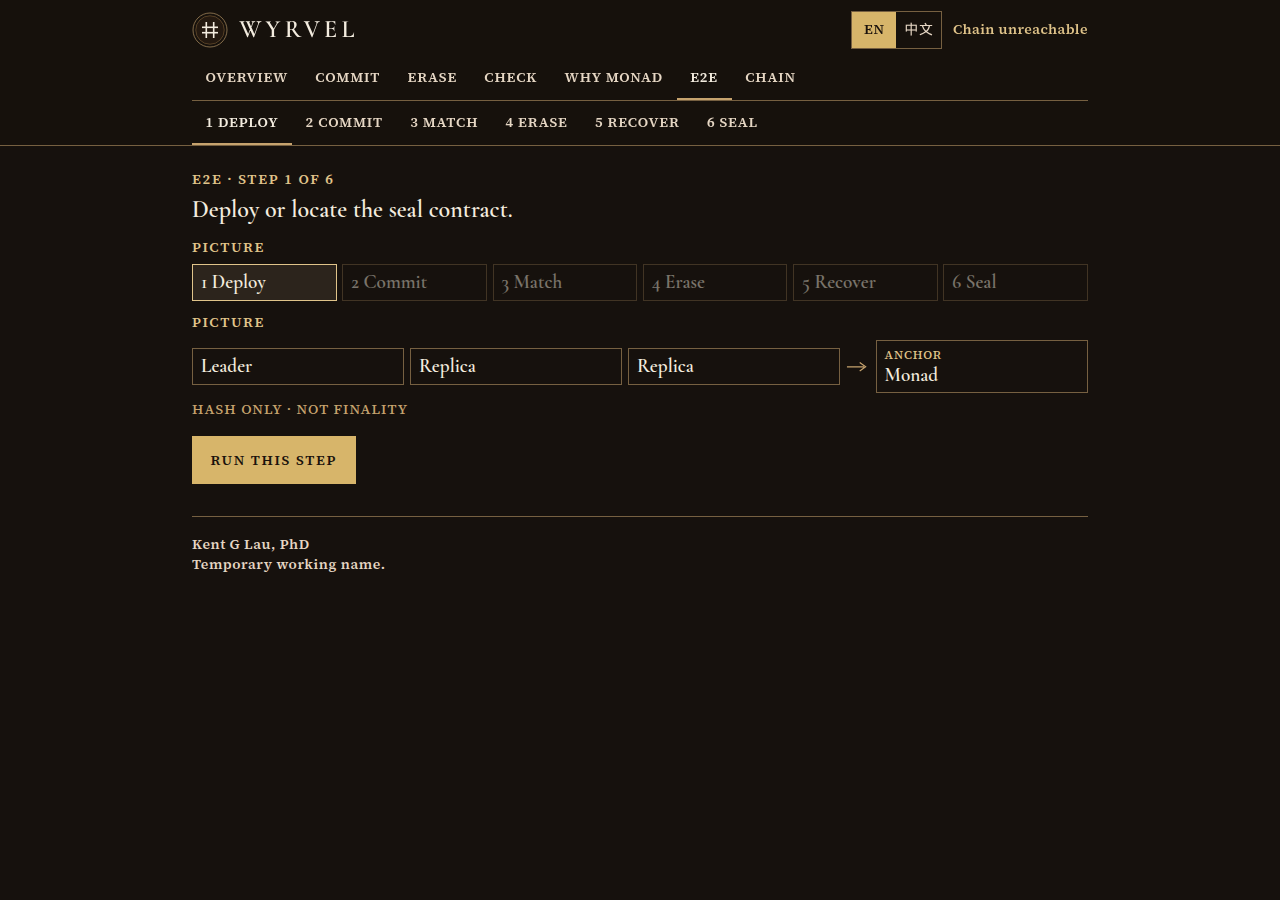 WYRVEL
EN 中文 Chain unreachable
OVERVIEW COMMIT ERASE CHECK WHY MONAD E2E CHAIN
1 DEPLOY 2 COMMIT 3 MATCH 4 ERASE 5 RECOVER 6 SEAL
E2E · STEP 1 OF 6
Deploy or locate the seal contract.
PICTURE
1 Deploy 2 Commit 3 Match 4 Erase 5 Recover 6 Seal
PICTURE
Leader Replica Replica → ANCHOR
Monad
HASH ONLY · NOT FINALITY
RUN THIS STEP
Kent G Lau, PhD
Temporary working name.